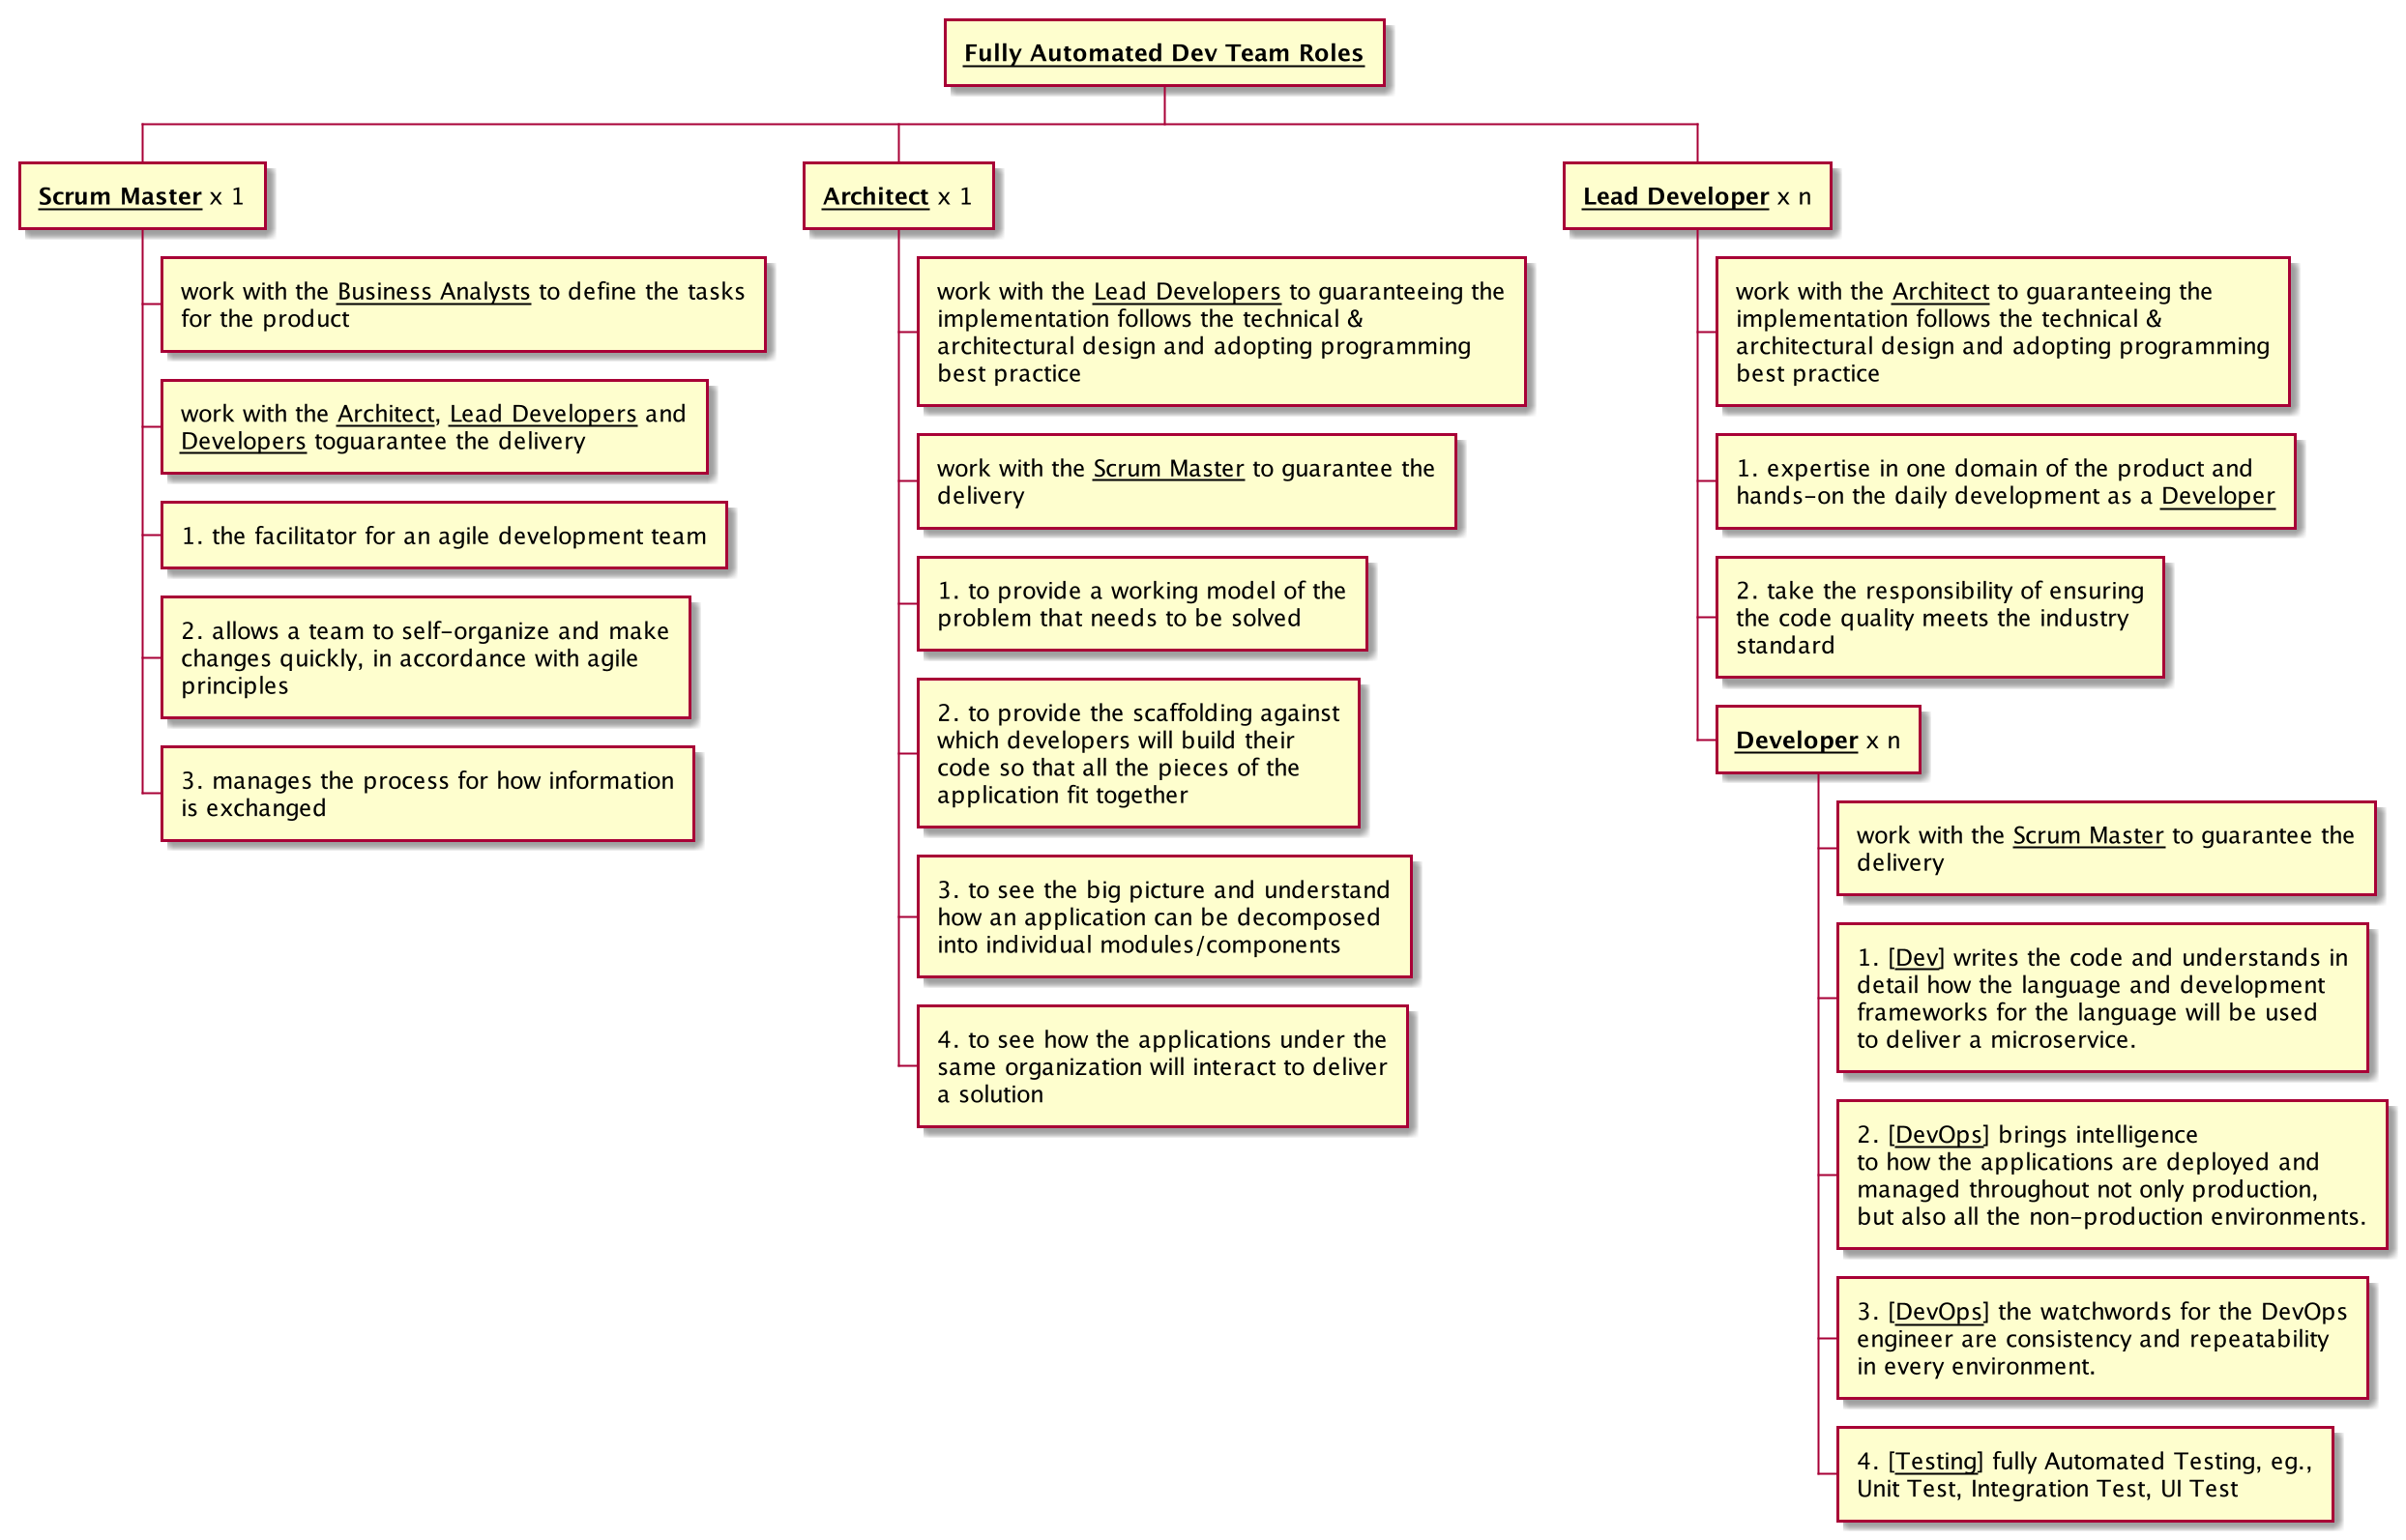 Fully Automated Dev Team Roles
Scrum Master x 1
work with the Business Analysts to define the tasks
for the product
work with the Architect, Lead Developers and
Developers toguarantee the delivery
1. the facilitator for an agile development team
2. allows a team to self-organize and make
changes quickly, in accordance with agile
principles
3. manages the process for how information
is exchanged
Architect x 1
work with the Lead Developers to guaranteeing the
implementation follows the technical &
architectural design and adopting programming
best practice
work with the Scrum Master to guarantee the
delivery
1. to provide a working model of the
problem that needs to be solved
2. to provide the scaffolding against
which developers will build their
code so that all the pieces of the
application fit together
3. to see the big picture and understand
how an application can be decomposed
into individual modules/components
4. to see how the applications under the
same organization will interact to deliver
a solution
Lead Developer x n
work with the Architect to guaranteeing the
implementation follows the technical &
architectural design and adopting programming
best practice
1. expertise in one domain of the product and
hands-on the daily development as a Developer
2. take the responsibility of ensuring
the code quality meets the industry
standard
Developer x n
work with the Scrum Master to guarantee the
delivery
1. [Dev] writes the code and understands in
detail how the language and development
frameworks for the language will be used
to deliver a microservice.
2. [DevOps] brings intelligence
to how the applications are deployed and
managed throughout not only production,
but also all the non-production environments.
3. [DevOps] the watchwords for the DevOps
engineer are consistency and repeatability
in every environment.
4. [Testing] fully Automated Testing, eg.,
Unit Test, Integration Test, UI Test